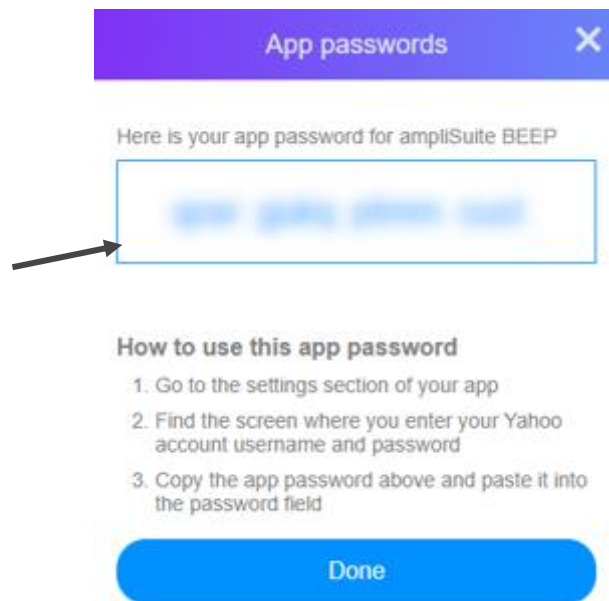 App passwords
Here is your app password for ampliSuite BEEP
How to use this app password
1. Go to the settings section of your app
2. Find the screen where you enter your Yahoo
account username and password
3. Copy the app password above and paste it into
the password field
Done